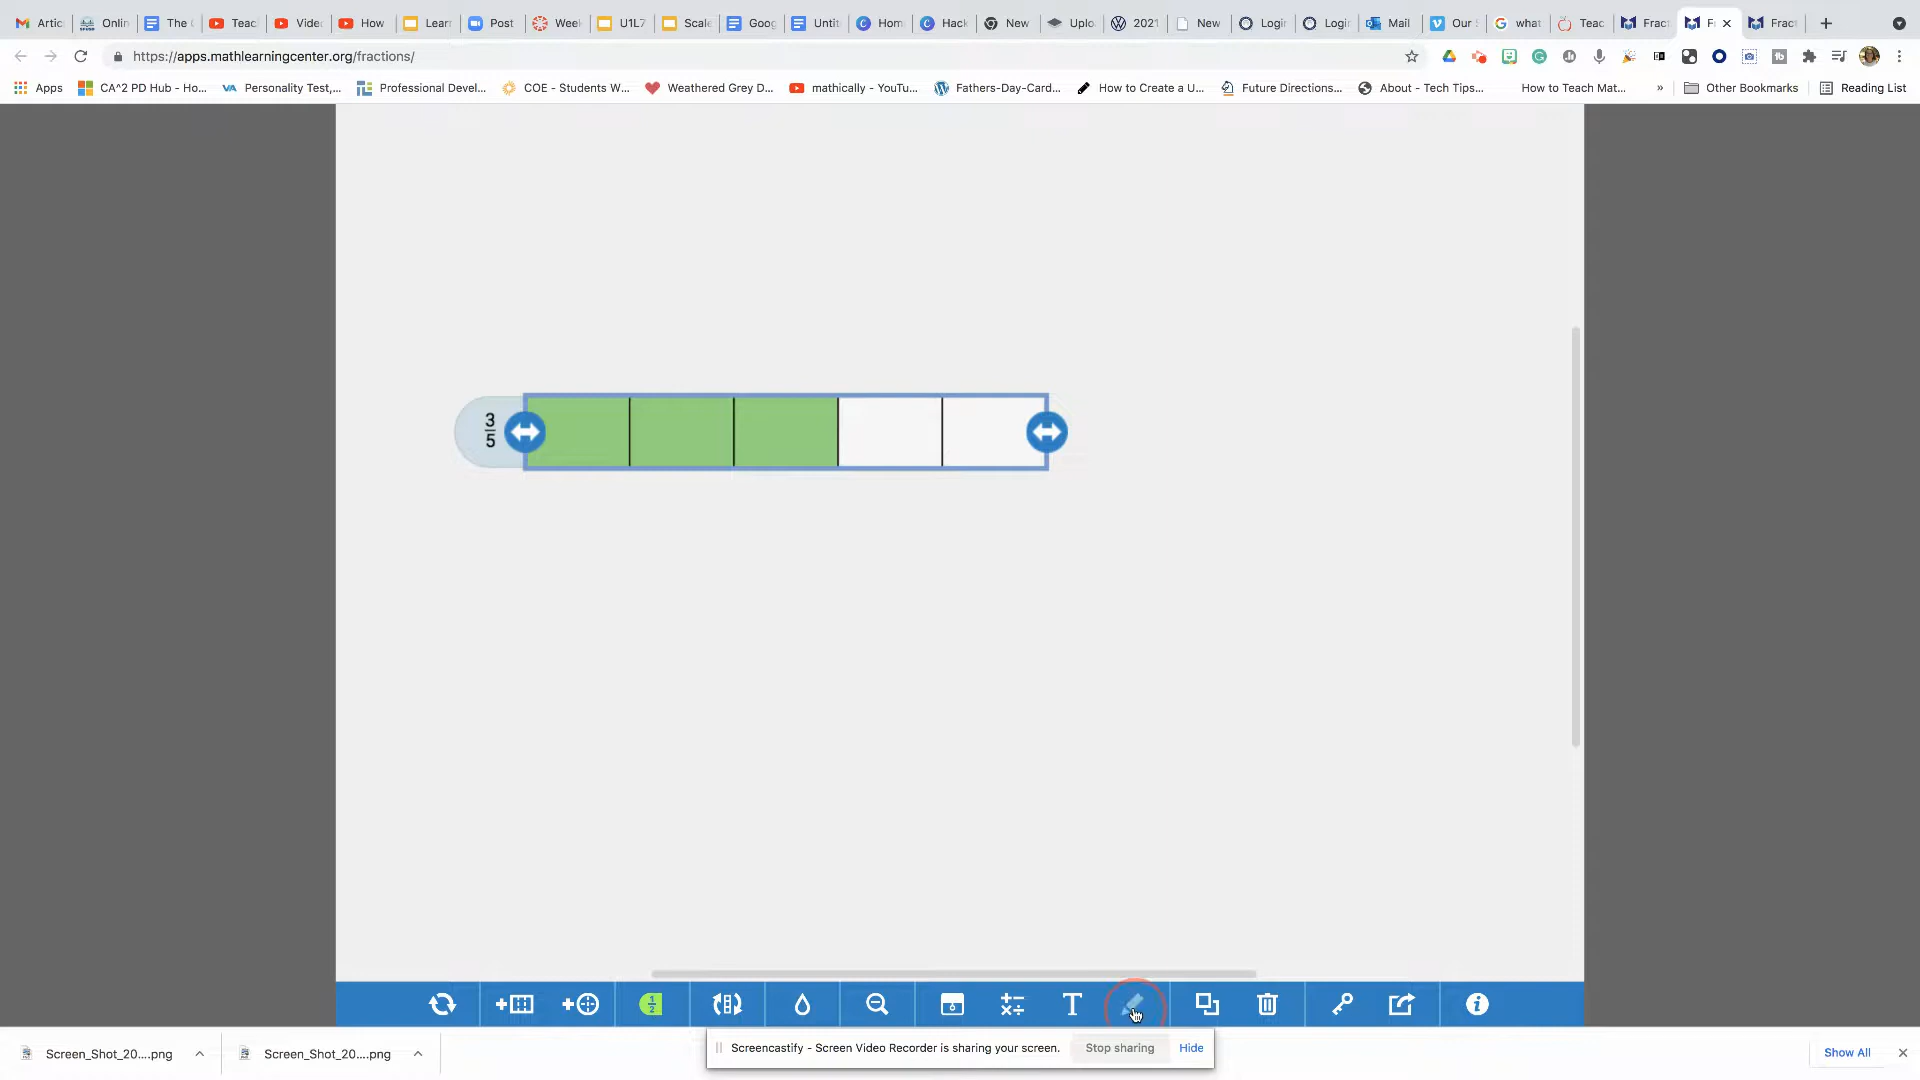 Artic Onlin The Teac Video How Learn Post Week U1L7 Scale Goog Untit Hom Hack New Uplo 2021 New Login Login Mail Our what Teac Fract F Fract
https://apps.mathlearningcenter.org/fractions/
Apps CA^2 PD Hub - Ho... Personality Test,... Professional Devel... COE - Students W... Weathered Grey D... mathically - YouTu... Fathers-Day-Card... How to Create a U... Future Directions... About - Tech Tips... How to Teach Mat... » Other Bookmarks Reading List
3
5
1
2
T
Screencastify - Screen Video Recorder is sharing your screen. Stop sharing Hide
Screen_Shot_20....png Screen_Shot_20....png Show All